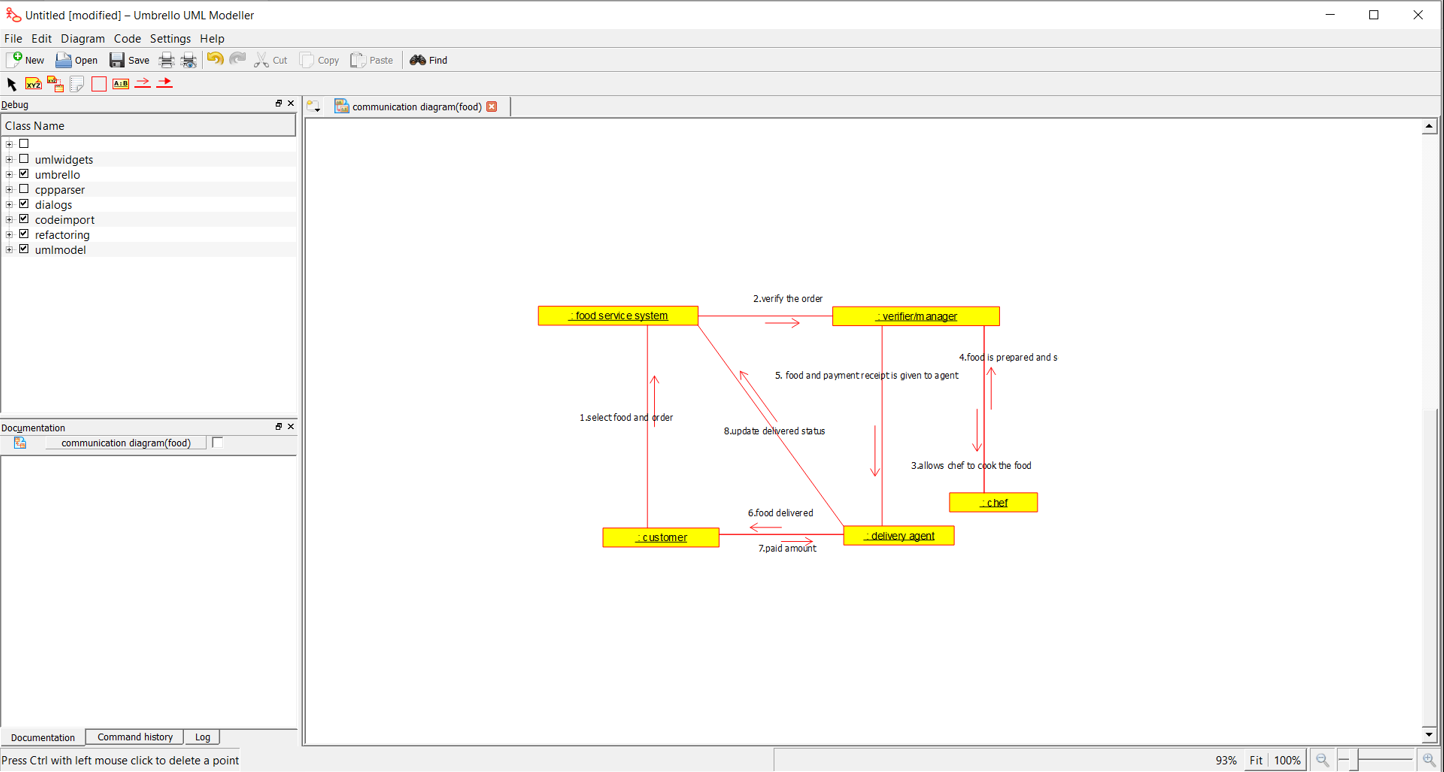 Untitled [modified] – Umbrello UML Modeller
File Edit Diagram Code Settings Help
New Open Save Cut Copy Paste Find
XYZ A:B
Debug
communication diagram(food)
Class Name
umlwidgets
umbrello
cppparser
dialogs
codeimport
refactoring
umlmodel
2.verify the order
: food service system
: verifier/manager
4.food is prepared and s
5. food and payment receipt is given to agent
1.select food and order
8.update delivered status
3.allows chef to cook the food
: chef
6.food delivered
: customer
: delivery agent
7.paid amount
Documentation
communication diagram(food)
Documentation Command history Log
Press Ctrl with left mouse click to delete a point
93% Fit 100%